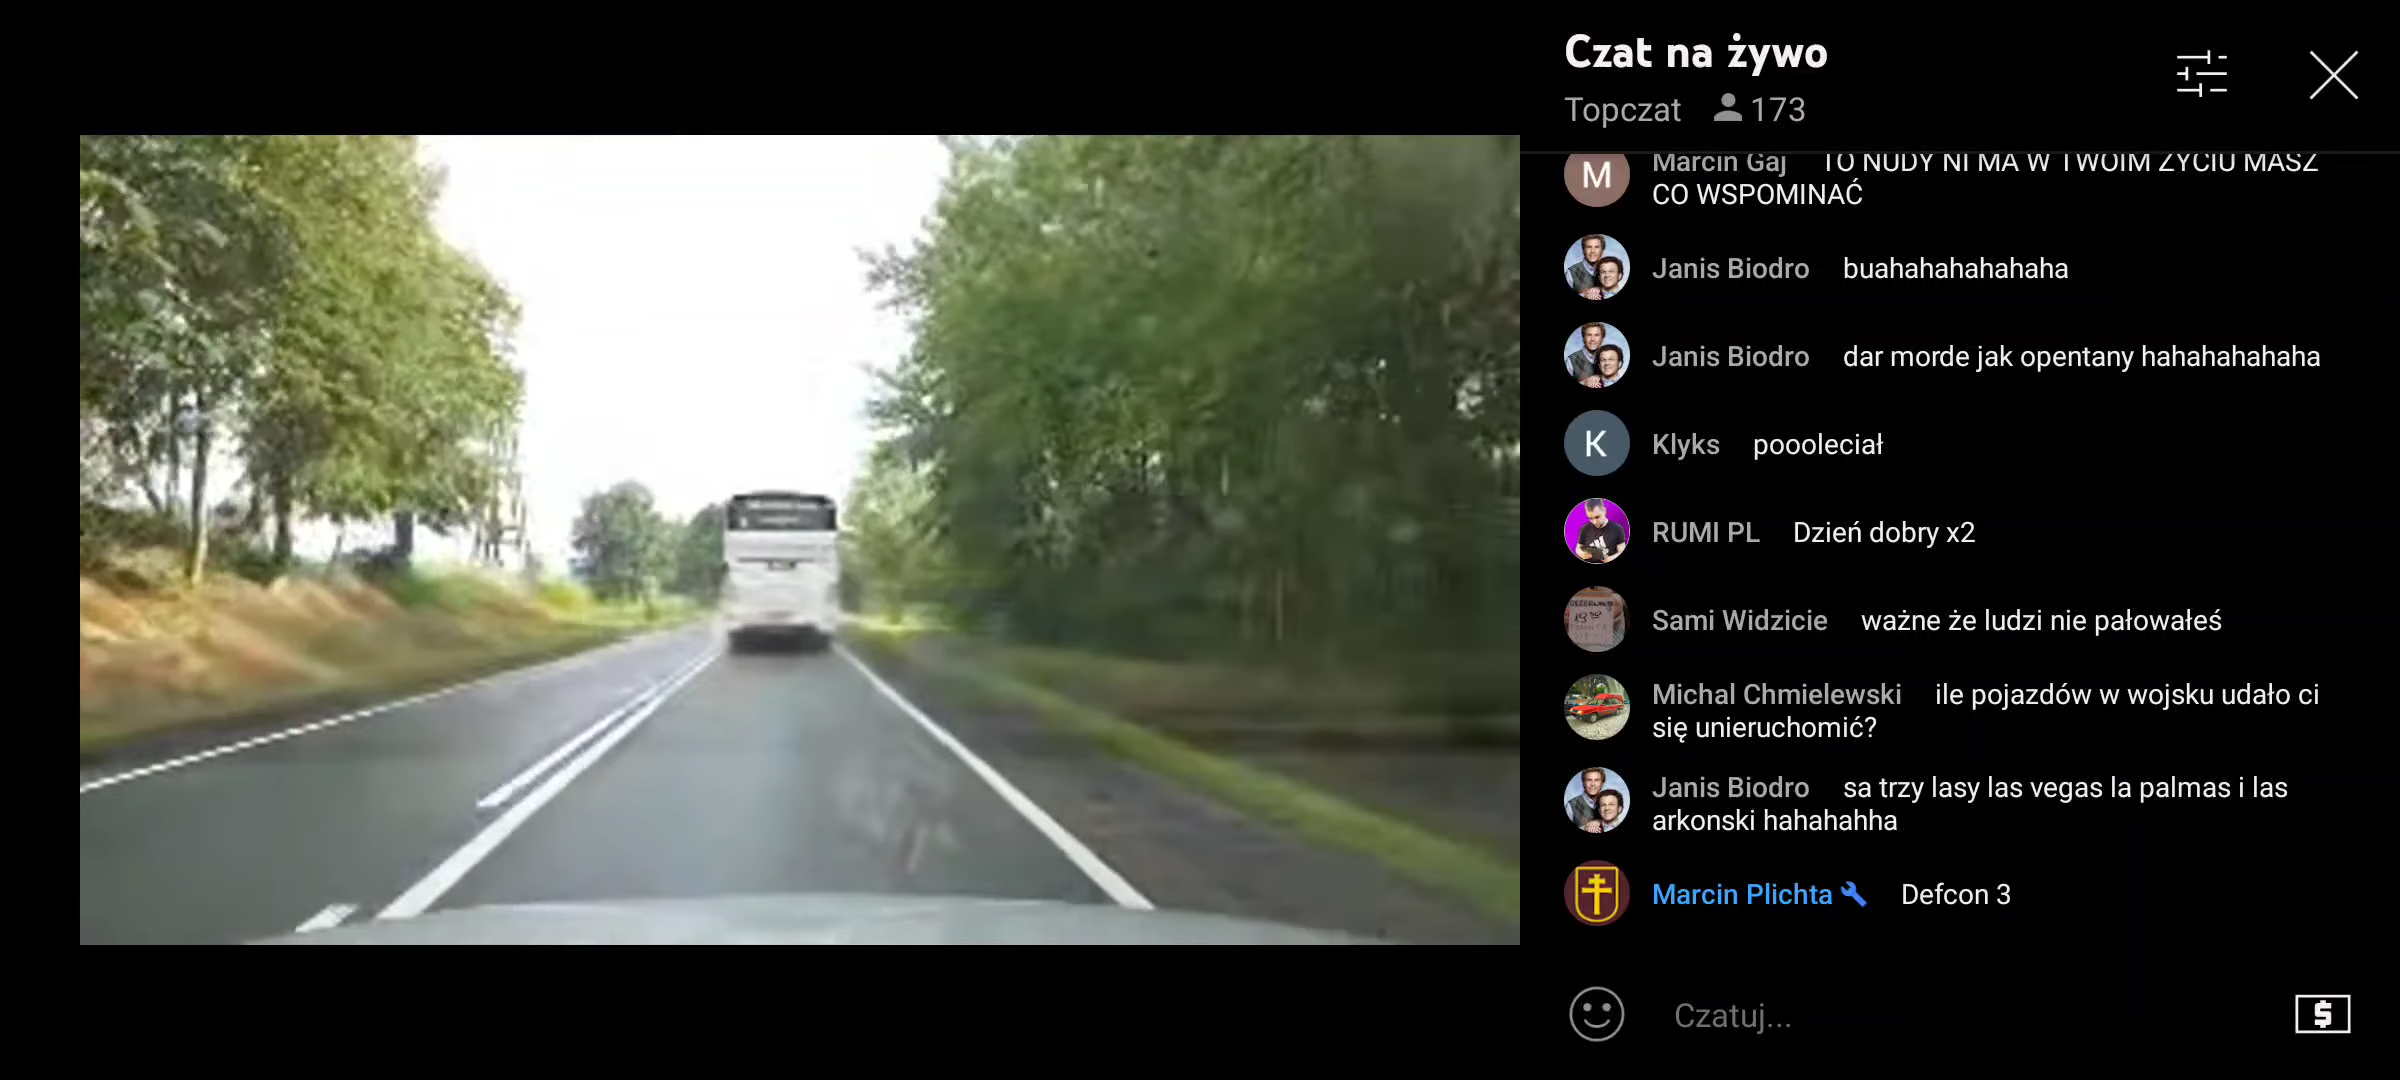 Czat na żywo
Topczat 173
Marcin Gaj TO NUDY NI MA W TWOIM ŻYCIU MASZ
CO WSPOMINAĆ
Janis Biodro buahahahahahaha
Janis Biodro dar morde jak opentany hahahahahaha
Klyks poooleciał
RUMI PL Dzień dobry x2
Sami Widzicie ważne że ludzi nie pałowałeś
Michal Chmielewski ile pojazdów w wojsku udało ci
się unieruchomić?
Janis Biodro sa trzy lasy las vegas la palmas i las
arkonski hahahahha
Marcin Plichta Defcon 3
Czatuj...